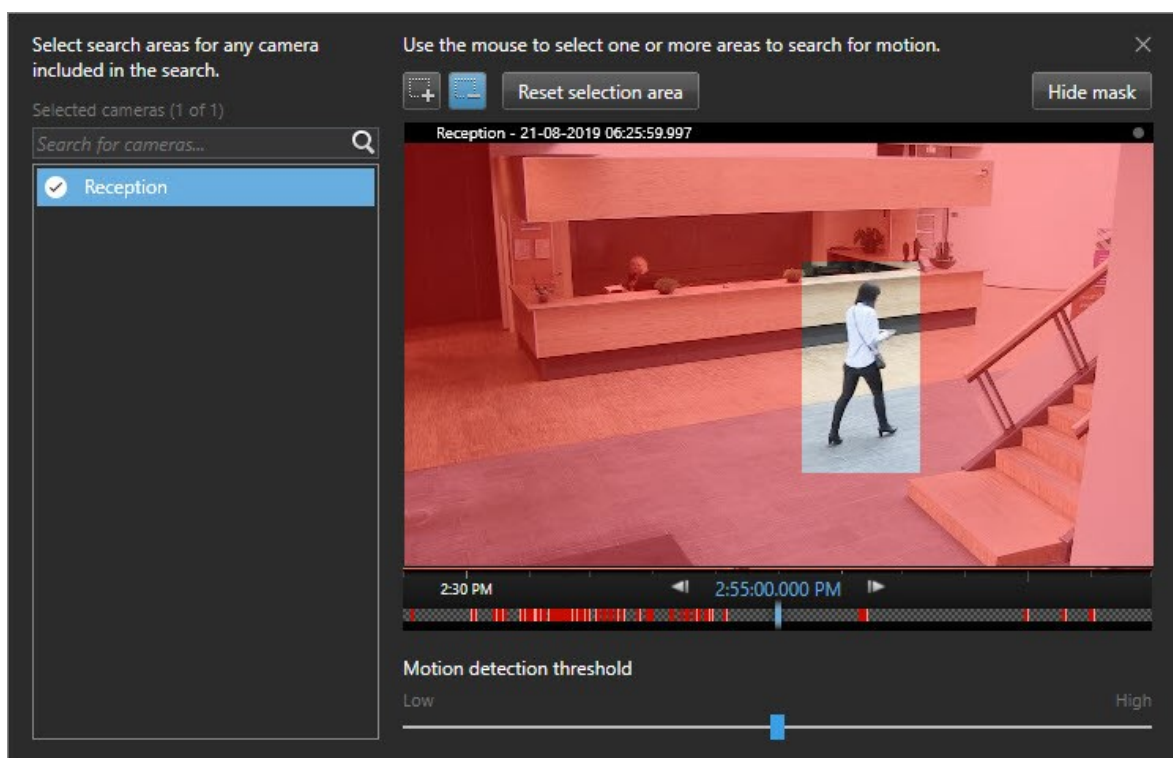 Select search areas for any camera
included in the search.
Selected cameras (1 of 1)
Search for cameras...
Reception
Use the mouse to select one or more areas to search for motion.
Reset selection area
Hide mask
Reception - 21-08-2019 06:25:59.997
2:30 PM
2:55:00.000 PM
Motion detection threshold
Low
High